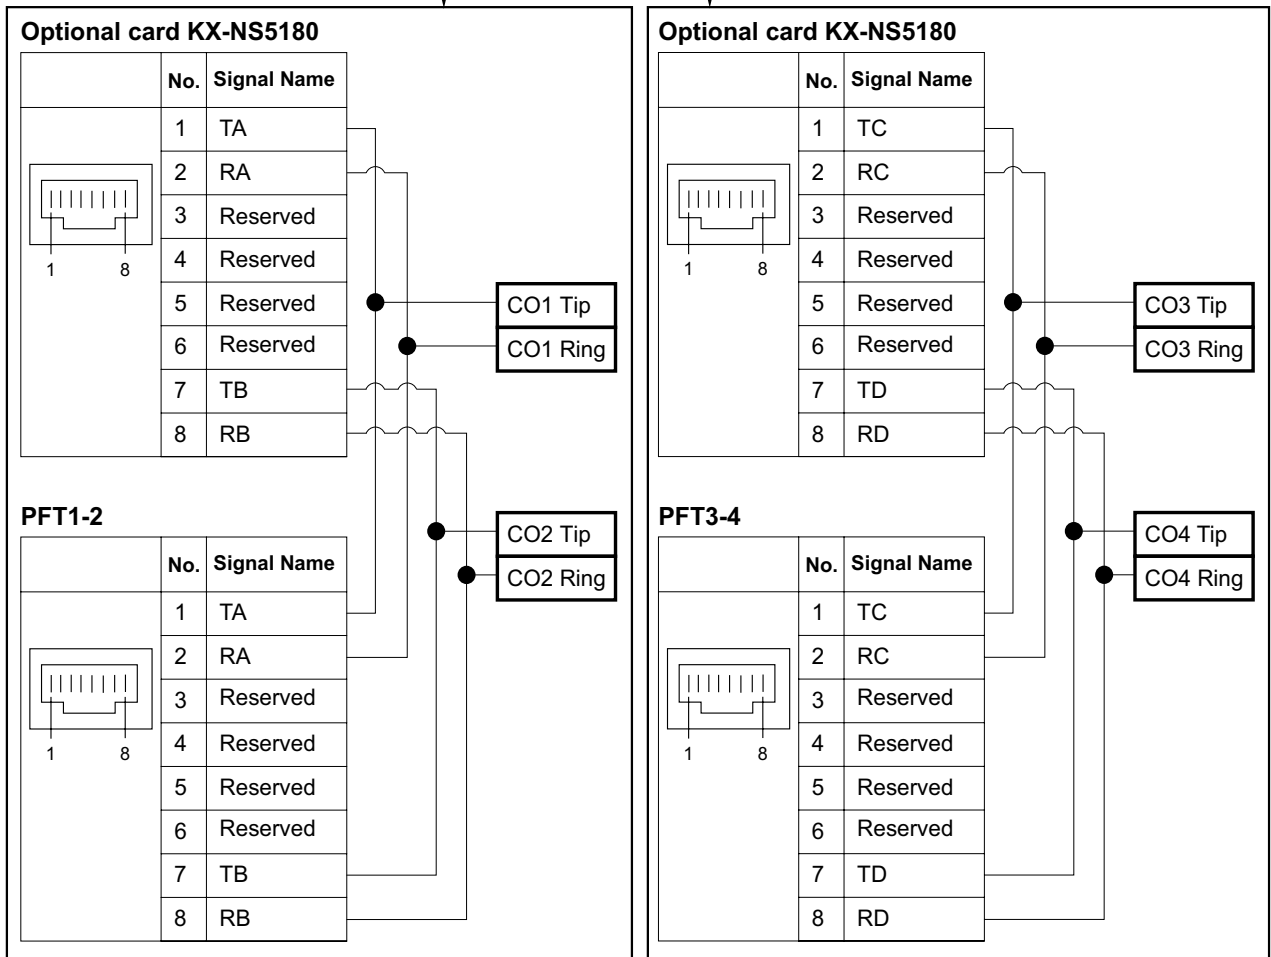 Optional card KX-NS5180
No. Signal Name
1 TA
2 RA
3 Reserved
4 Reserved
5 Reserved
6 Reserved
7 TB
8 RB
1 8
CO1 Tip
CO1 Ring
PFT1-2
No. Signal Name
1 TA
2 RA
3 Reserved
4 Reserved
5 Reserved
6 Reserved
7 TB
8 RB
1 8
CO2 Tip
CO2 Ring
Optional card KX-NS5180
No. Signal Name
1 TC
2 RC
3 Reserved
4 Reserved
5 Reserved
6 Reserved
7 TD
8 RD
1 8
CO3 Tip
CO3 Ring
PFT3-4
No. Signal Name
1 TC
2 RC
3 Reserved
4 Reserved
5 Reserved
6 Reserved
7 TD
8 RD
1 8
CO4 Tip
CO4 Ring